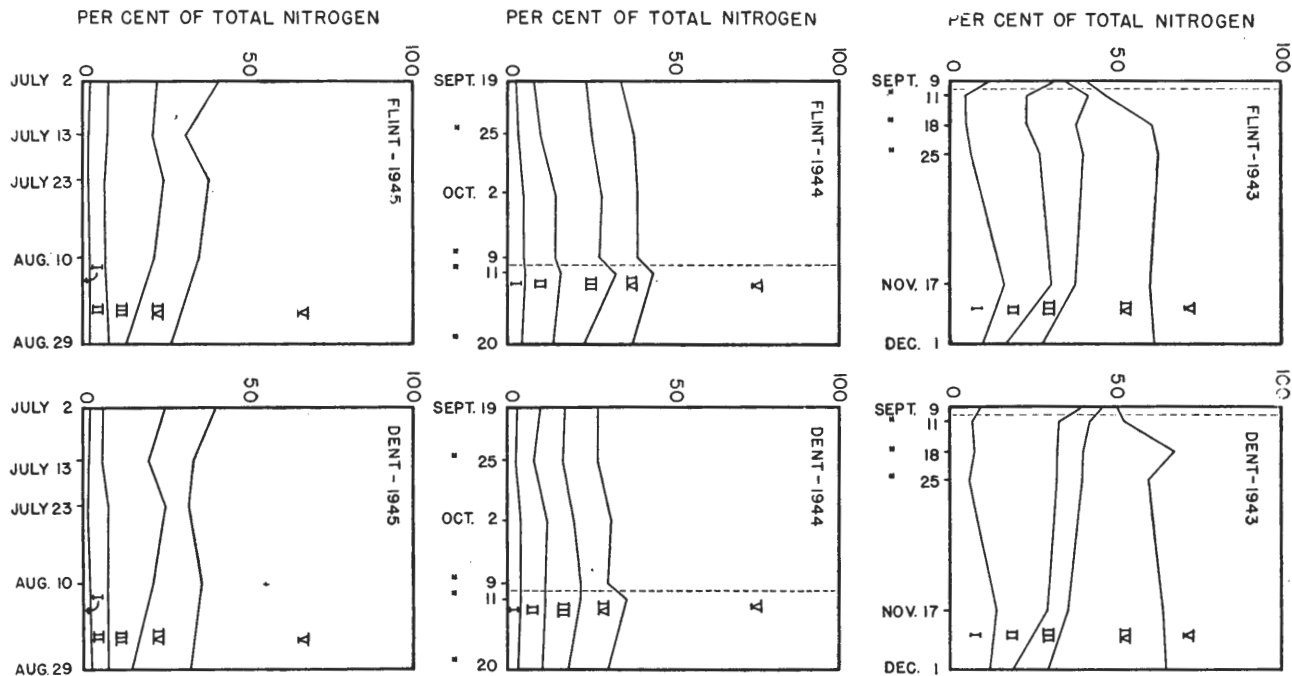 PER CENT OF TOTAL NITROGEN
0 50 100
JULY 2
JULY 13
JULY 23
AUG. 10
AUG. 29
FLINT-1945
I
II
III
IV
V
PER CENT OF TOTAL NITROGEN
0 50 100
SEPT. 19
" 25
OCT. 2
" 9
" 11
" 20
FLINT-1944
I
II
III
IV
V
PER CENT OF TOTAL NITROGEN
0 50 100
SEPT. 9
" 11
" 18
" 25
NOV. 17
DEC. 1
FLINT-1943
I
II
III
IV
V
0 50 100
JULY 2
JULY 13
JULY 23
AUG. 10
AUG. 29
DENT-1945
I
II
III
IV
V
0 50 100
SEPT. 19
" 25
OCT. 2
" 9
" 11
" 20
DENT-1944
I
II
III
IV
V
0 50 100
SEPT. 9
" 11
" 18
" 25
NOV. 17
DEC. 1
DENT-1943
I
II
III
IV
V